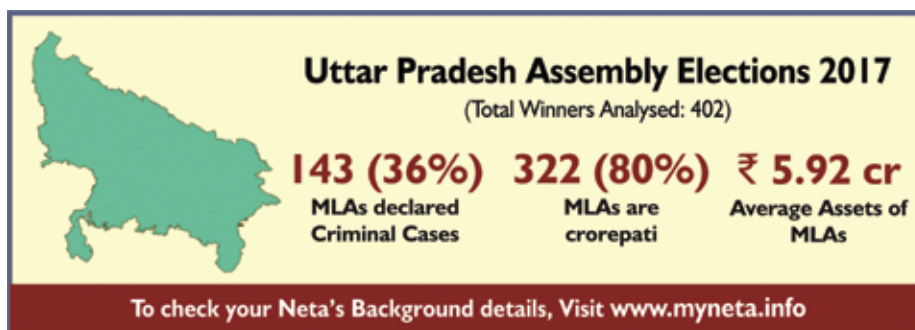 Uttar Pradesh Assembly Elections 2017
(Total Winners Analysed: 402)
143 (36%)
MLAs declared
Criminal Cases
322 (80%)
MLAs are
crorepati
₹ 5.92 cr
Average Assets of
MLAs
To check your Neta's Background details, Visit www.myneta.info